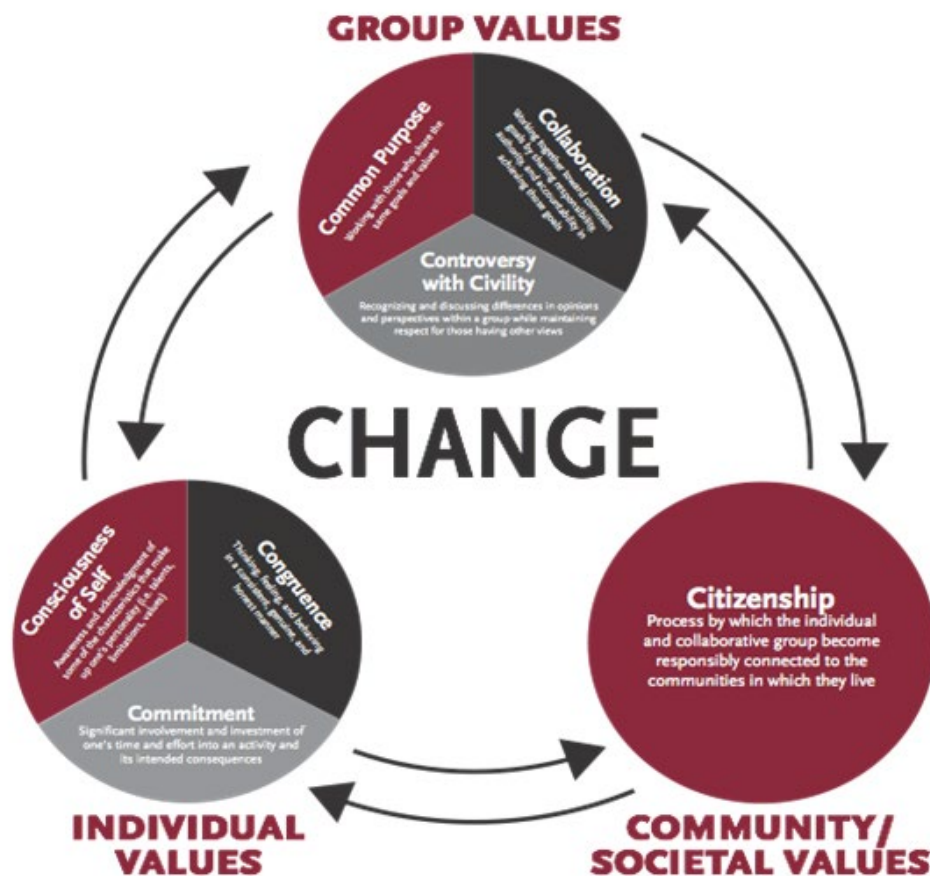 GROUP VALUES
Common Purpose
Working with those who share the
same goals and values
Collaboration
Working together toward common
goals by sharing responsibility,
authority, and accountability in
achieving those goals
Controversy
with Civility
Recognizing and discussing differences in opinions
and perspectives within a group while maintaining
respect for those having other views
CHANGE
Consciousness
of Self
Awareness and acknowledgment of
some of the characteristics that make
up one's personality (i.e. talents,
limitations, values)
Congruence
Thinking, feeling, and behaving
in a consistent, genuine, and
honest manner
Commitment
Significant involvement and investment of
one's time and effort into an activity and
its intended consequences
INDIVIDUAL
VALUES
Citizenship
Process by which the individual
and collaborative group become
responsibly connected to the
communities in which they live
COMMUNITY/
SOCIETAL VALUES